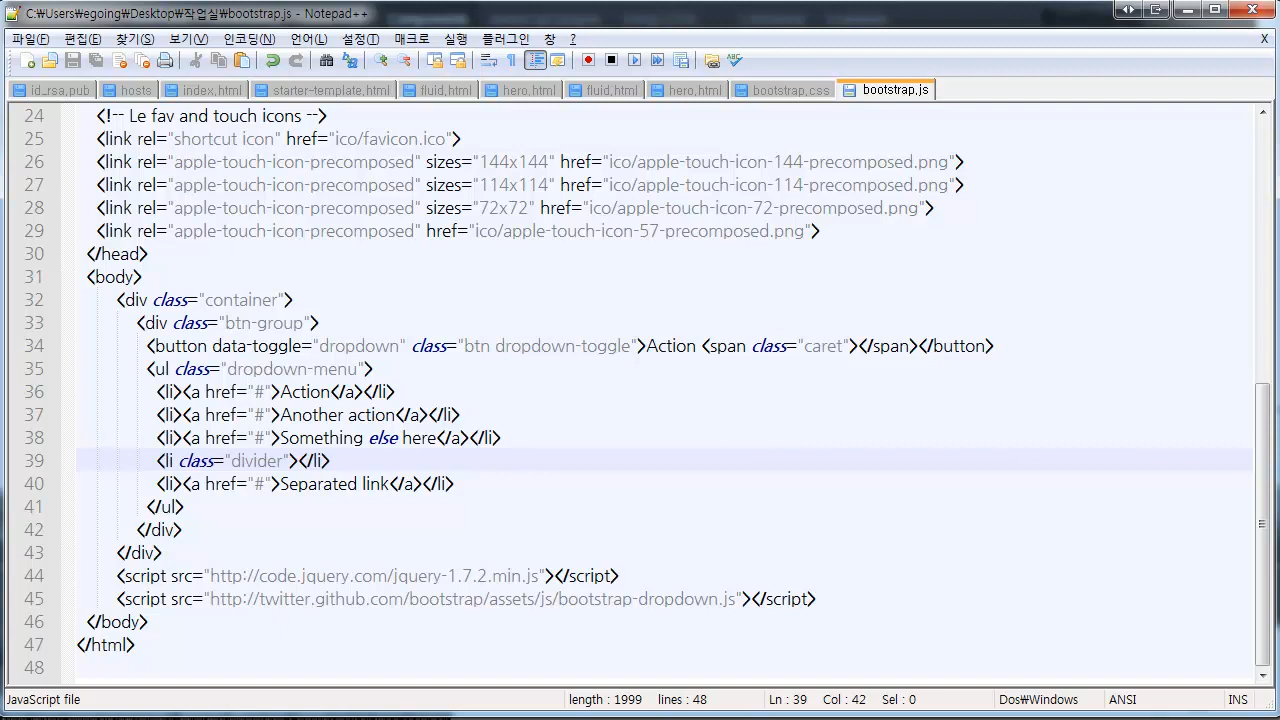 C:\Users\egoing\Desktop\작업실\bootstrap.js - Notepad++
파일(F) 편집(E) 찾기(S) 보기(V) 인코딩(N) 언어(L) 설정(T) 매크로 실행 플러그인 창 ? X
id_rsa.pub index.html starter-template.html fluid.html hero.html fluid.html hero.html bootstrap.css bootstrap.js
24 <!-- Le fav and touch icons -->
25 <link rel="shortcut icon" href="ico/favicon.ico">
26 <link rel="apple-touch-icon-precomposed" sizes="144x144" href="ico/apple-touch-icon-144-precomposed.png">
27 <link rel="apple-touch-icon-precomposed" sizes="114x114" href="ico/apple-touch-icon-114-precomposed.png">
28 <link rel="apple-touch-icon-precomposed" sizes="72x72" href="ico/apple-touch-icon-72-precomposed.png">
29 <link rel="apple-touch-icon-precomposed" href="ico/apple-touch-icon-57-precomposed.png">
30 </head>
31 <body>
32 <div class="container">
33 <div class="btn-group">
34 <button data-toggle="dropdown" class="btn dropdown-toggle">Action <span class="caret"></span></button>
35 <ul class="dropdown-menu">
36 <li><a href="#">Action</a></li>
37 <li><a href="#">Another action</a></li>
38 <li><a href="#">Something else here</a></li>
39 <li class="divider"></li>
40 <li><a href="#">Separated link</a></li>
41 </ul>
42 </div>
43 </div>
44 <script src="http://code.jquery.com/jquery-1.7.2.min.js"></script>
45 <script src="http://twitter.github.com/bootstrap/assets/js/bootstrap-dropdown.js"></script>
46 </body>
47 </html>
48
JavaScript file length : 1999 lines : 48 Ln : 39 Col : 42 Sel : 0 Dos\Windows ANSI INS